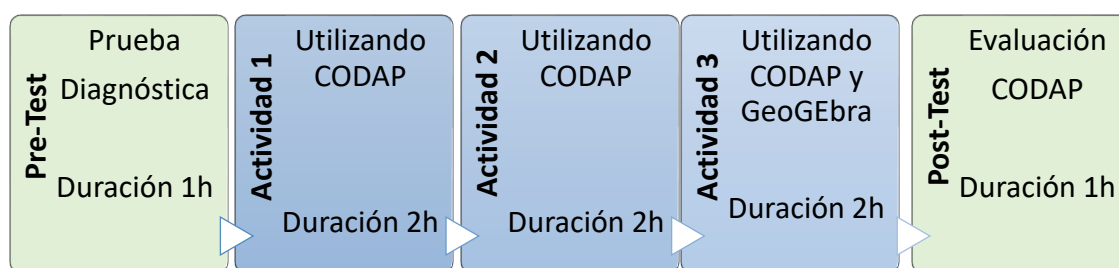 Pre-Test
Prueba
Diagnóstica
Duración 1h
Actividad 1
Utilizando
CODAP
Duración 2h
Actividad 2
Utilizando
CODAP
Duración 2h
Actividad 3
Utilizando
CODAP y
GeoGEbra
Duración 2h
Post-Test
Evaluación
CODAP
Duración 1h